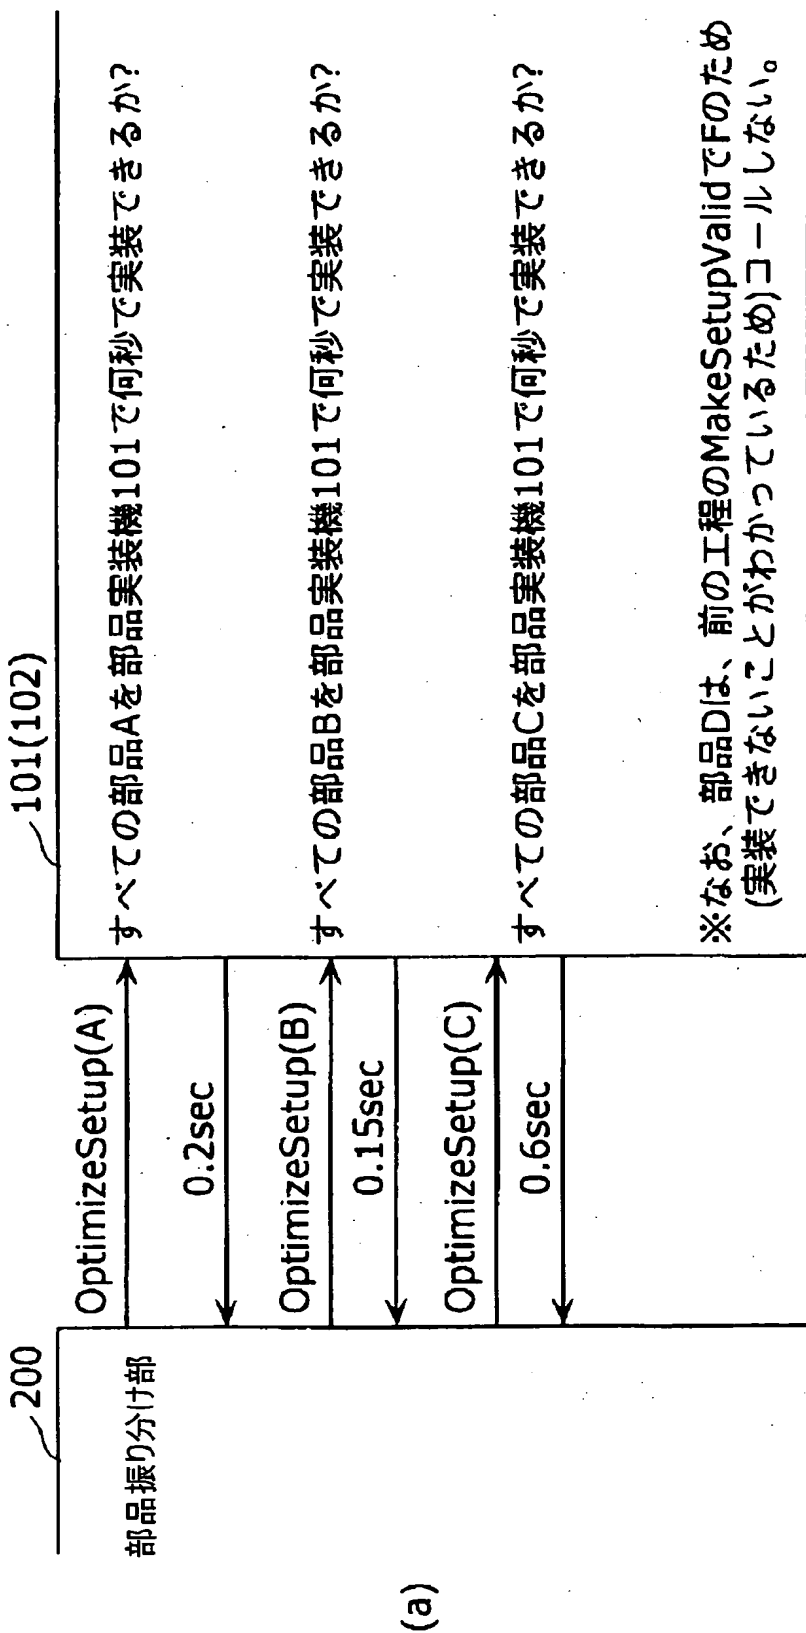 (a)
200
部品振り分け部
101(102)
OptimizeSetup(A)
すべての部品Aを部品実装機101で何秒で実装できるか?
0.2sec
OptimizeSetup(B)
すべての部品Bを部品実装機101で何秒で実装できるか?
0.15sec
OptimizeSetup(C)
すべての部品Cを部品実装機101で何秒で実装できるか?
0.6sec
※なお、部品Dは、前の工程のMakeSetupValidでFのため
(実装できないことがわかっているため)コールしない。